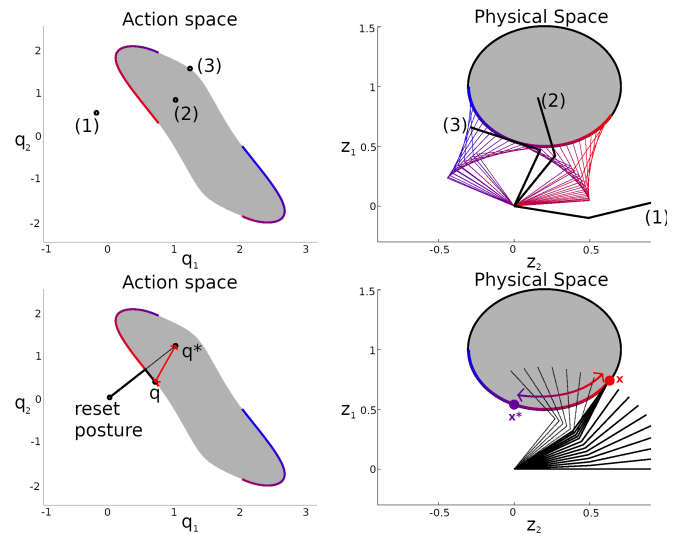 Action space
2
1
0
-1
-2
q2
-1
0
1
2
3
q1
(1)
(2)
(3)
Physical Space
1.5
1
0.5
0
z1
-0.5
0
0.5
z2
(1)
(2)
(3)
Action space
2
1
0
-1
-2
q2
-1
0
1
2
3
q1
q*
q
reset
posture
Physical Space
1.5
1
0.5
0
z1
-0.5
0
0.5
z2
x
x*